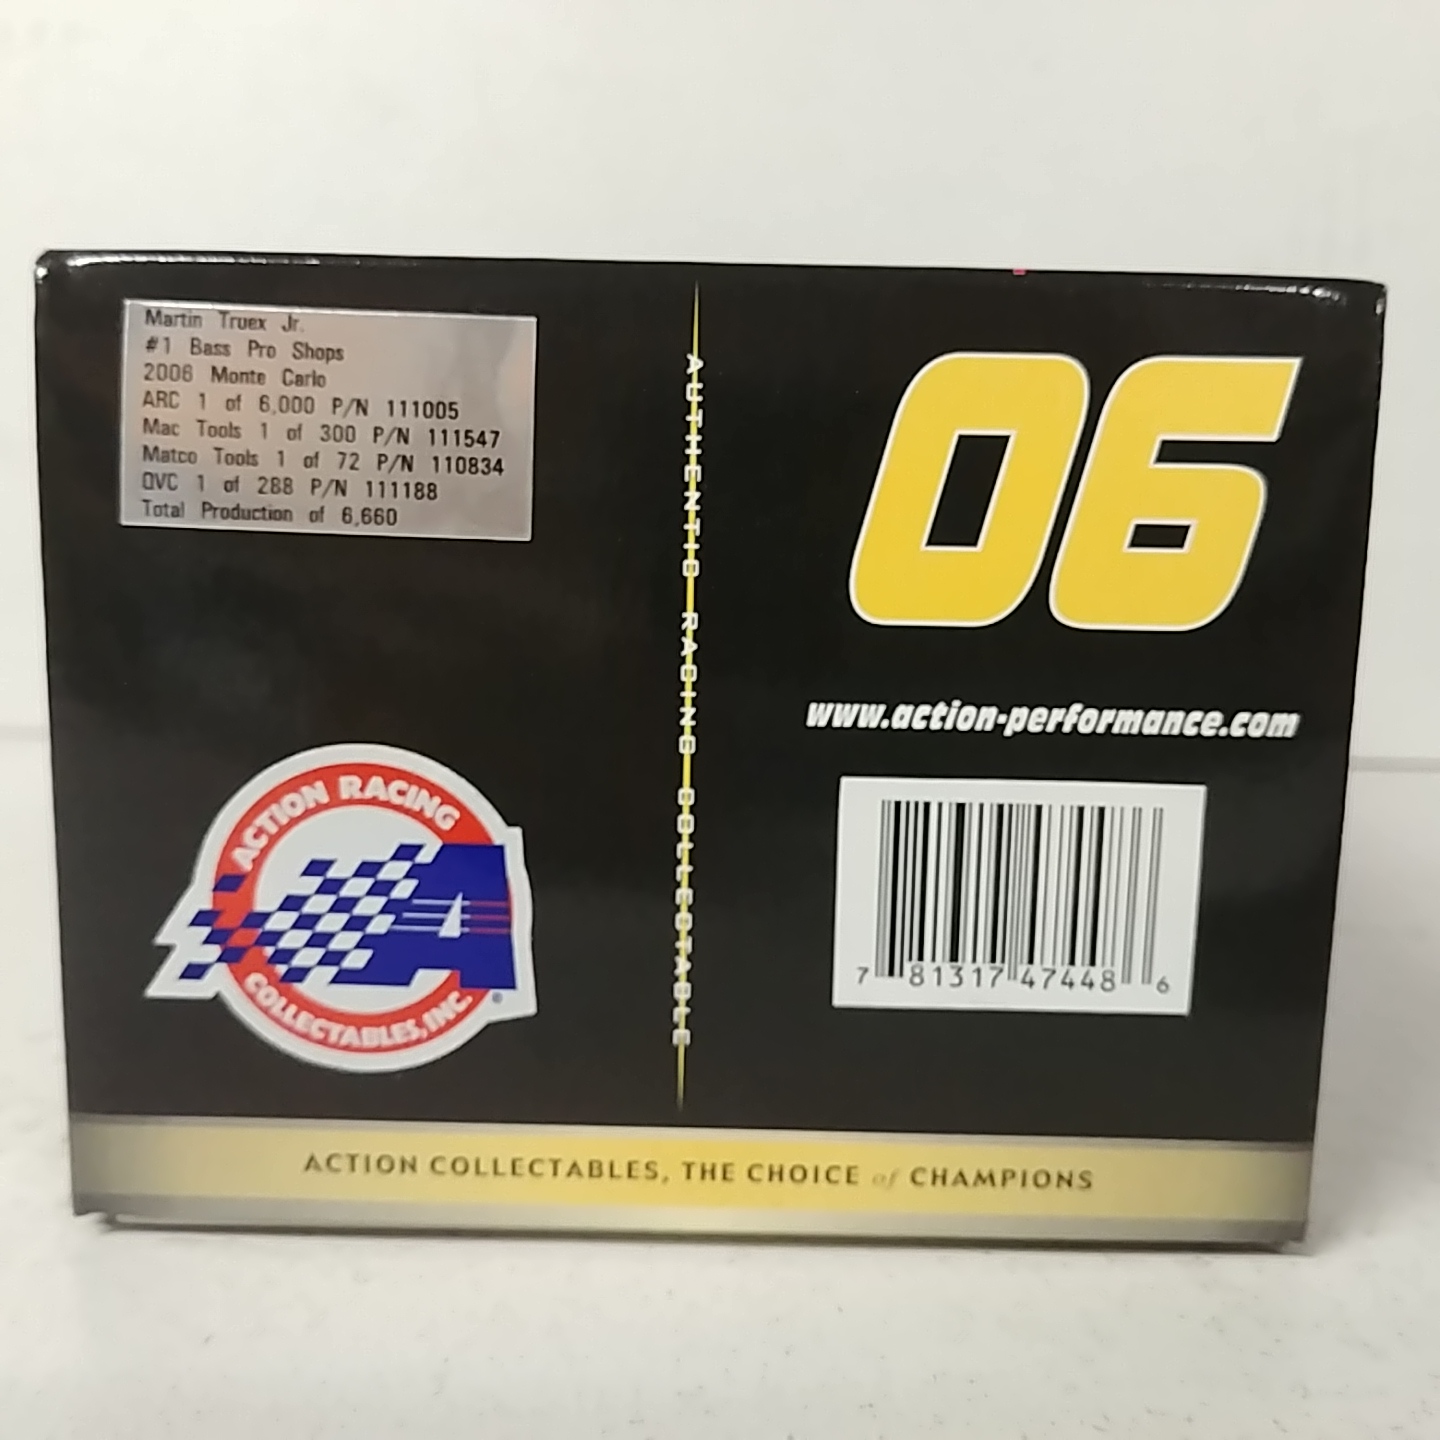 Martin Truex Jr.
#1 Bass Pro Shops
2006 Monte Carlo
ARC 1 of 6,000 P/N 111005
Mac Tools 1 of 300 P/N 111547
Matco Tools 1 of 72 P/N 110834
QVC 1 of 288 P/N 111188
Total Production of 6,660
AUTHENTIC RACING COLLECTABLE
06
www.action-performance.com
7 81317 47448 6
ACTION RACING
COLLECTABLES, INC.
®
ACTION COLLECTABLES, THE CHOICE of CHAMPIONS